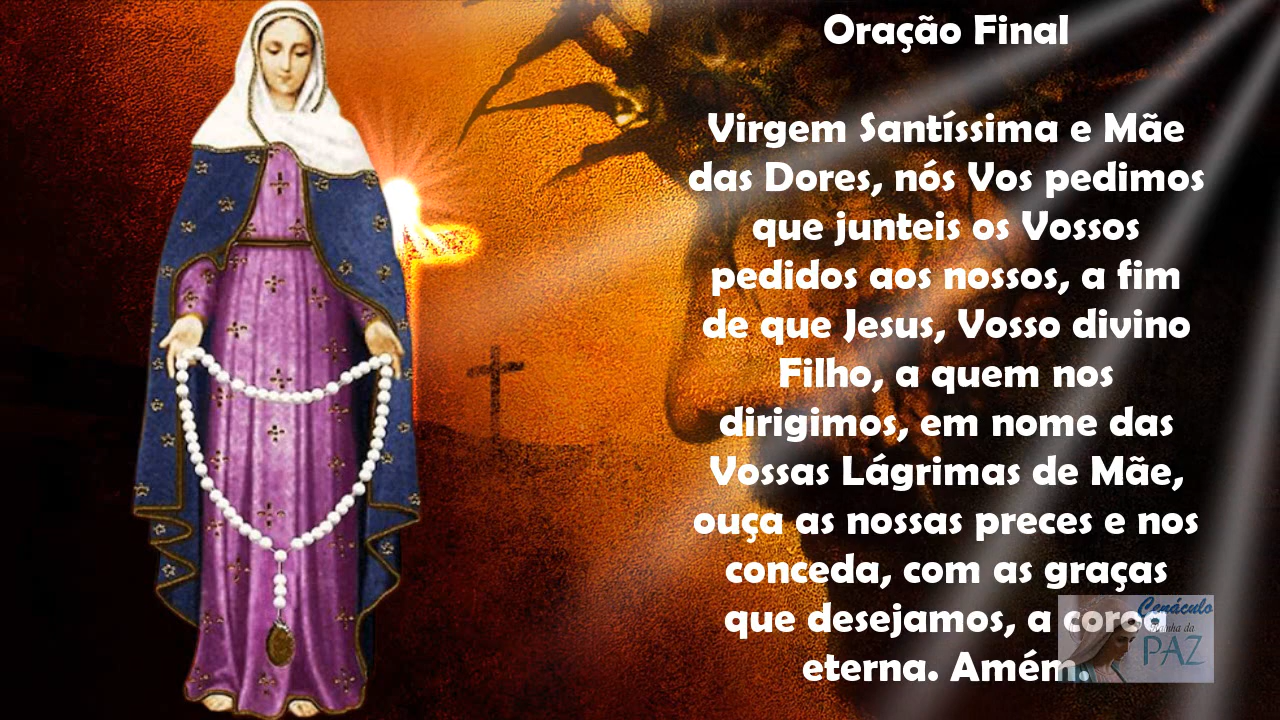 Oração Final
Virgem Santíssima e Mãe
das Dores, nós Vos pedimos
que junteis os Vossos
pedidos aos nossos, a fim
de que Jesus, Vosso divino
Filho, a quem nos
dirigimos, em nome das
Vossas Lágrimas de Mãe,
ouça as nossas preces e nos
conceda, com as graças
que desejamos, a coroa
eterna. Amém.
Cenáculo
Rainha da
PAZ